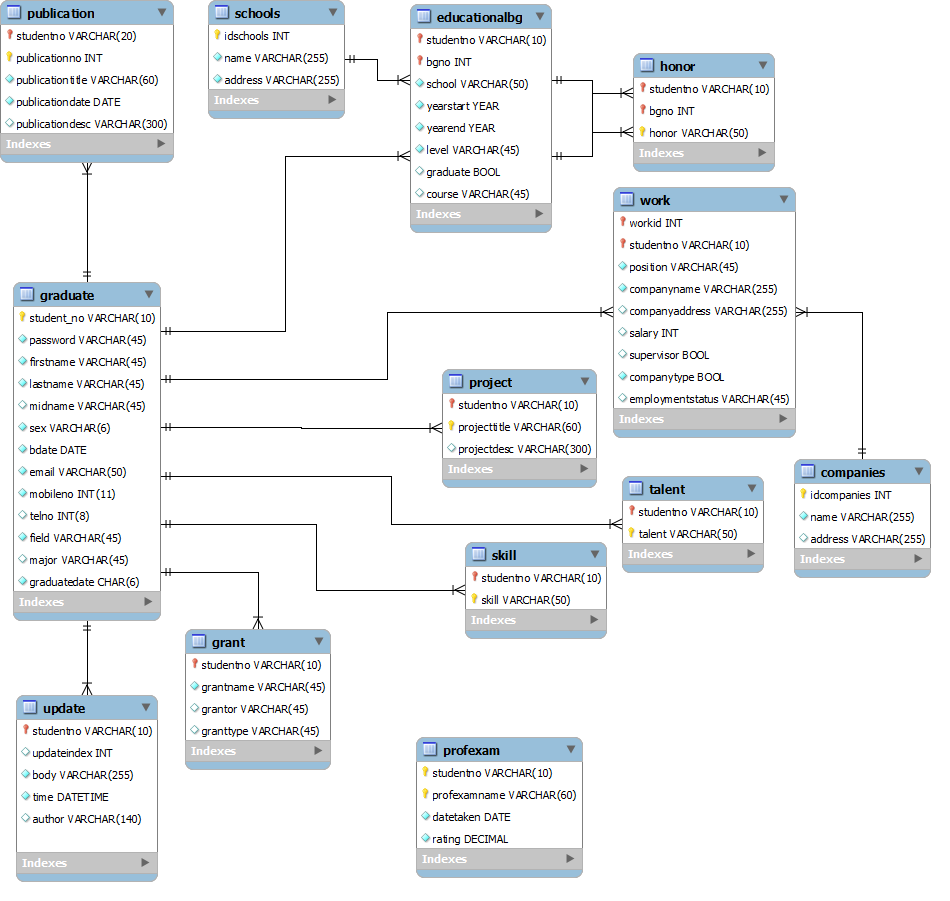 publication
studentno VARCHAR(20)
publicationno INT
publicationtitle VARCHAR(60)
publicationdate DATE
publicationdesc VARCHAR(300)
Indexes
schools
idschools INT
name VARCHAR(255)
address VARCHAR(255)
Indexes
educationalbg
studentno VARCHAR(10)
bgno INT
school VARCHAR(50)
yearstart YEAR
yearend YEAR
level VARCHAR(45)
graduate BOOL
course VARCHAR(45)
Indexes
honor
studentno VARCHAR(10)
bgno INT
honor VARCHAR(50)
Indexes
work
workid INT
studentno VARCHAR(10)
position VARCHAR(45)
companyname VARCHAR(255)
companyaddress VARCHAR(255)
salary INT
supervisor BOOL
companytype BOOL
employmentstatus VARCHAR(45)
Indexes
graduate
student_no VARCHAR(10)
password VARCHAR(45)
firstname VARCHAR(45)
lastname VARCHAR(45)
midname VARCHAR(45)
sex VARCHAR(6)
bdate DATE
email VARCHAR(50)
mobileno INT(11)
telno INT(8)
field VARCHAR(45)
major VARCHAR(45)
graduatedate CHAR(6)
Indexes
project
studentno VARCHAR(10)
projecttitle VARCHAR(60)
projectdesc VARCHAR(300)
Indexes
companies
idcompanies INT
name VARCHAR(255)
address VARCHAR(255)
Indexes
talent
studentno VARCHAR(10)
talent VARCHAR(50)
Indexes
skill
studentno VARCHAR(10)
skill VARCHAR(50)
Indexes
grant
studentno VARCHAR(10)
grantname VARCHAR(45)
grantor VARCHAR(45)
granttype VARCHAR(45)
Indexes
update
studentno VARCHAR(10)
updateindex INT
body VARCHAR(255)
time DATETIME
author VARCHAR(140)
Indexes
profexam
studentno VARCHAR(10)
profexamname VARCHAR(60)
datetaken DATE
rating DECIMAL
Indexes